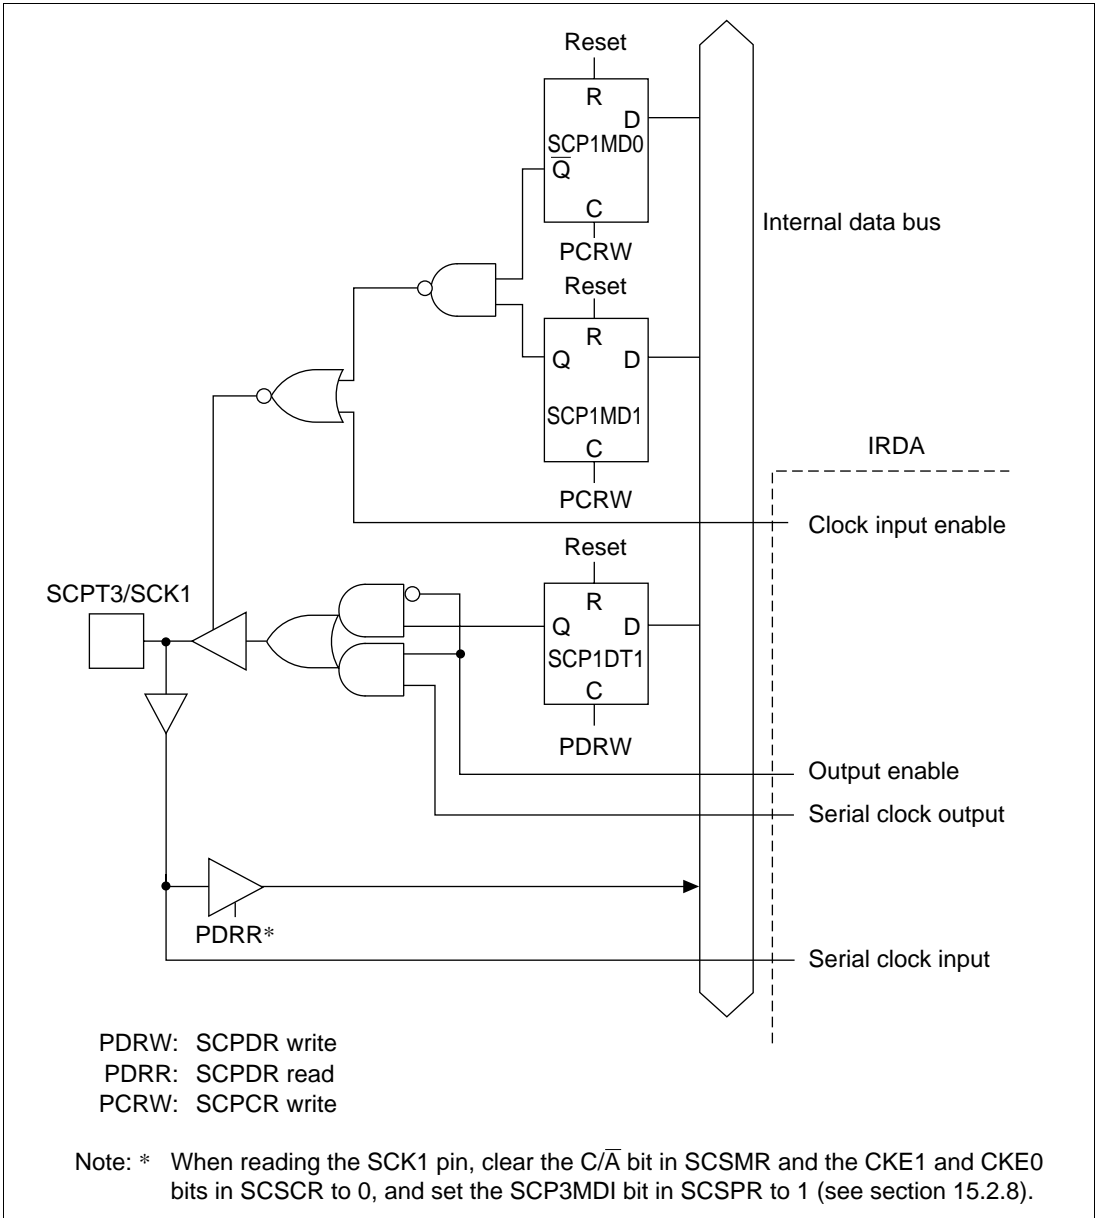 Reset
R
D
SCP1MD0
Q̅
C
PCRW
Internal data bus
Reset
R
Q D
SCP1MD1
C
PCRW
IRDA
Clock input enable
Reset
SCPT3/SCK1
R
Q D
SCP1DT1
C
PDRW
Output enable
Serial clock output
PDRR*
Serial clock input
PDRW: SCPDR write
PDRR: SCPDR read
PCRW: SCPCR write
Note: * When reading the SCK1 pin, clear the C/A̅ bit in SCSMR and the CKE1 and CKE0
bits in SCSCR to 0, and set the SCP3MDI bit in SCSPR to 1 (see section 15.2.8).